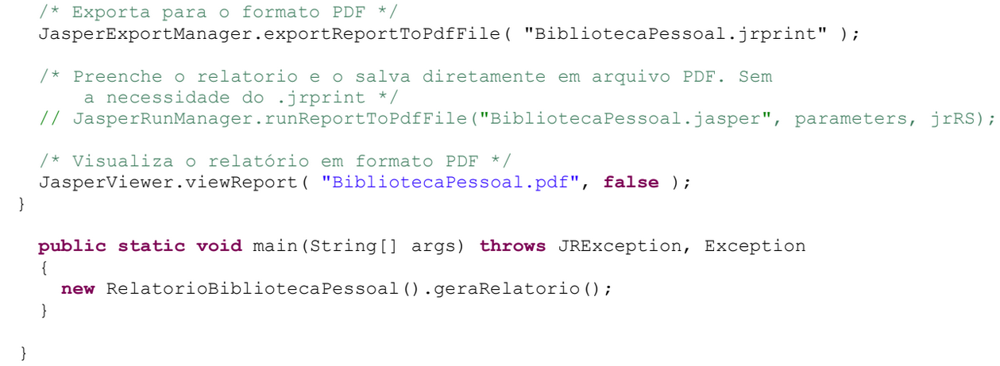 /* Exporta para o formato PDF */
JasperExportManager.exportReportToPdfFile( "BibliotecaPessoal.jrprint" );
/* Preenche o relatorio e o salva diretamente em arquivo PDF. Sem
a necessidade do .jrprint */
// JasperRunManager.runReportToPdfFile("BibliotecaPessoal.jasper", parameters, jrRS);
/* Visualiza o relatório em formato PDF */
JasperViewer.viewReport( "BibliotecaPessoal.pdf", false );
}
public static void main(String[] args) throws JRException, Exception
{
new RelatorioBibliotecaPessoal().geraRelatorio();
}
}